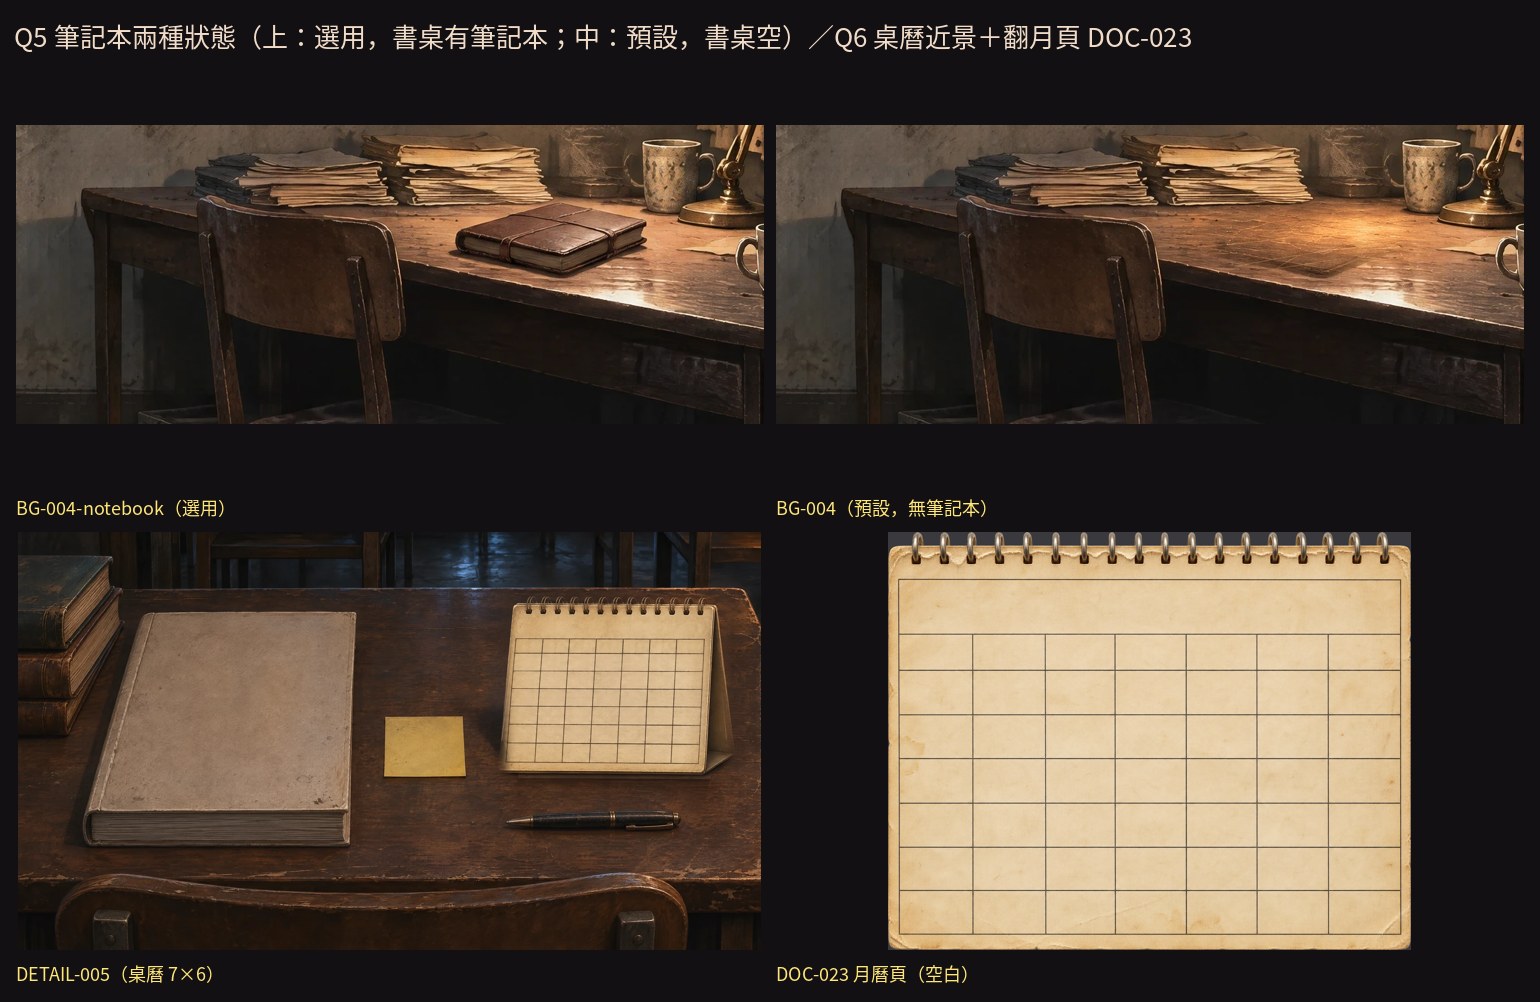 Q5 筆記本兩種狀態（上：選用，書桌有筆記本；中：預設，書桌空）／Q6 桌曆近景＋翻月頁 DOC-023
BG-004-notebook（選用）
BG-004（預設，無筆記本）
DETAIL-005（桌曆 7×6）
DOC-023 月曆頁（空白）